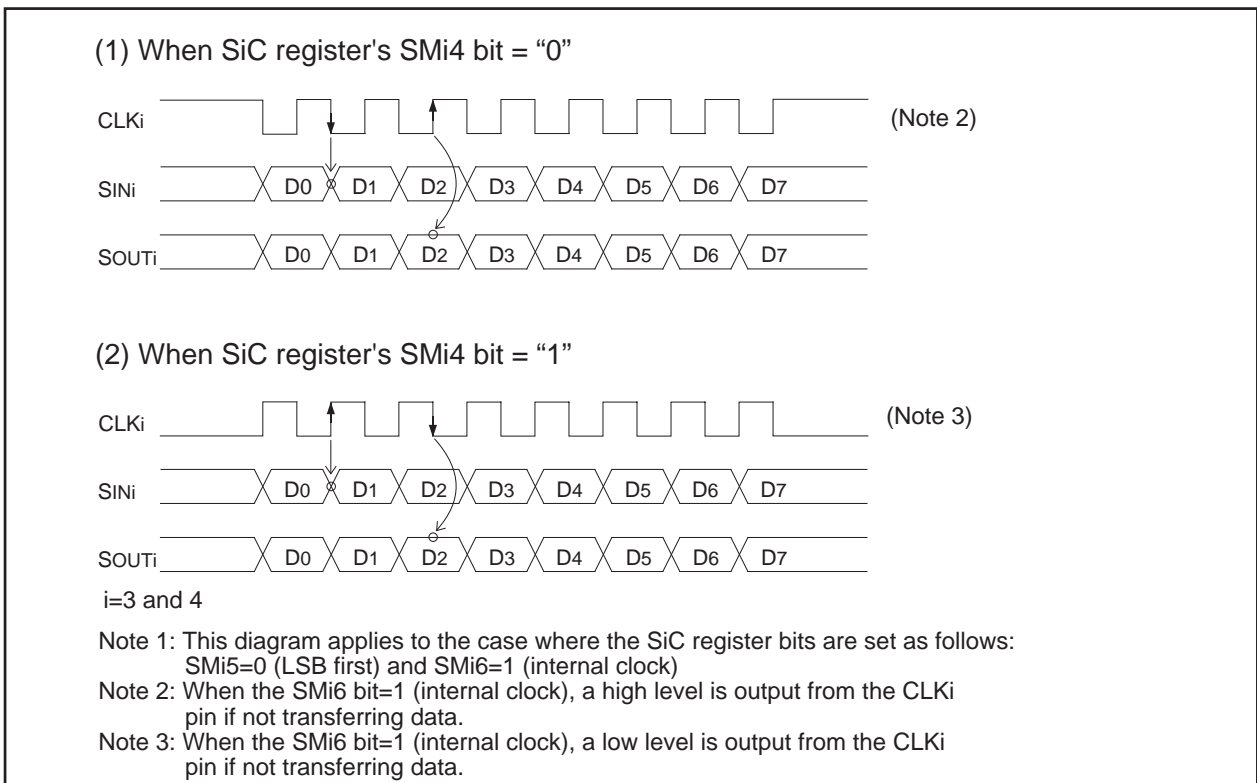 (1) When SiC register's SMi4 bit = “0”
CLKi
(Note 2)
SINi D0 D1 D2 D3 D4 D5 D6 D7
SOUTi D0 D1 D2 D3 D4 D5 D6 D7
(2) When SiC register's SMi4 bit = “1”
CLKi
(Note 3)
SINi D0 D1 D2 D3 D4 D5 D6 D7
SOUTi D0 D1 D2 D3 D4 D5 D6 D7
i=3 and 4
Note 1: This diagram applies to the case where the SiC register bits are set as follows:
SMi5=0 (LSB first) and SMi6=1 (internal clock)
Note 2: When the SMi6 bit=1 (internal clock), a high level is output from the CLKi
pin if not transferring data.
Note 3: When the SMi6 bit=1 (internal clock), a low level is output from the CLKi
pin if not transferring data.